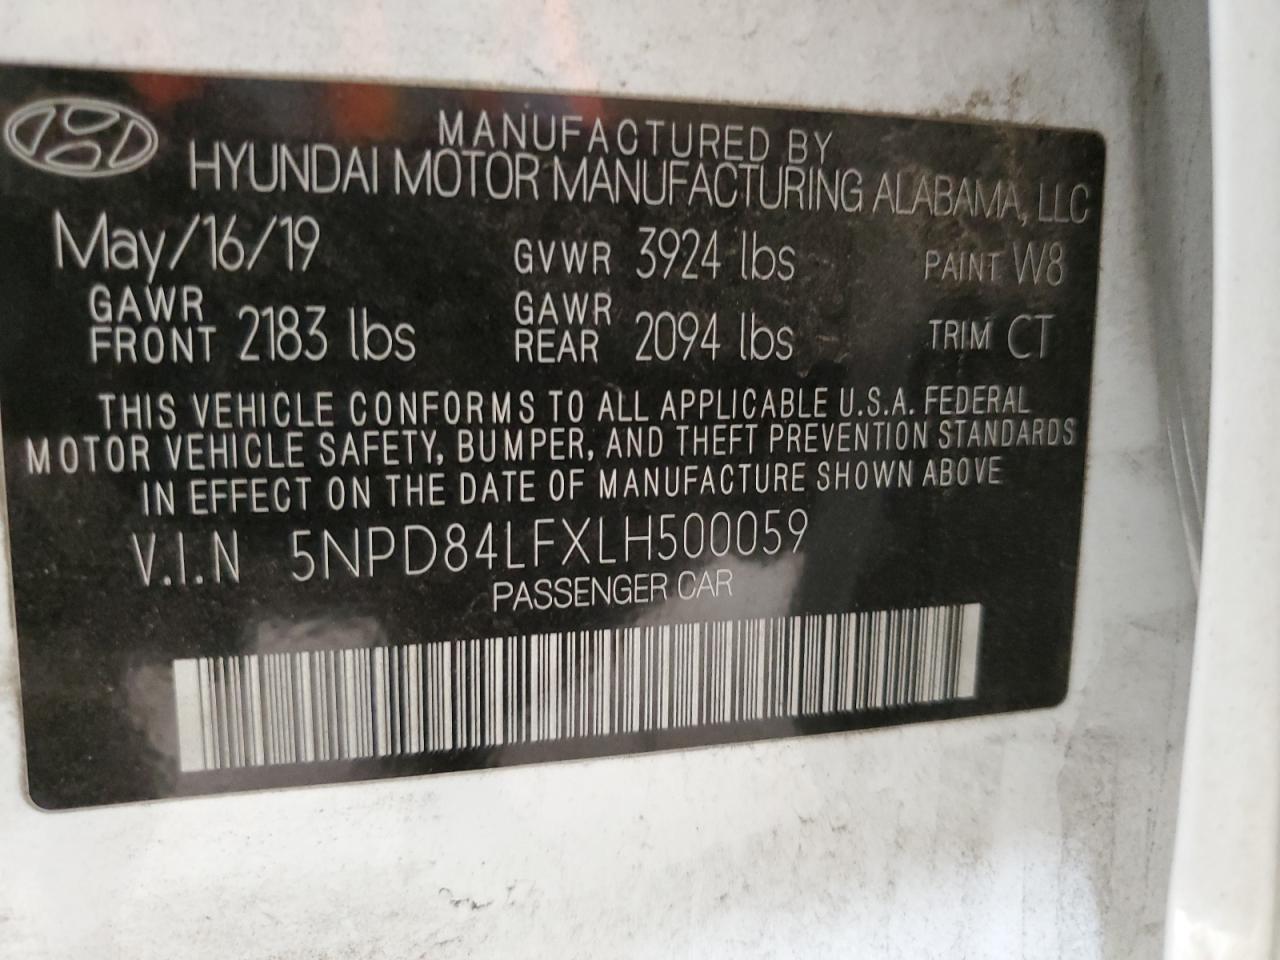 MANUFACTURED BY
HYUNDAI MOTOR MANUFACTURING ALABAMA, LLC
May/16/19 GVWR 3924 lbs PAINT W8
GAWR FRONT 2183 lbs GAWR REAR 2094 lbs TRIM CT
THIS VEHICLE CONFORMS TO ALL APPLICABLE U.S.A. FEDERAL
MOTOR VEHICLE SAFETY, BUMPER, AND THEFT PREVENTION STANDARDS
IN EFFECT ON THE DATE OF MANUFACTURE SHOWN ABOVE
V.I.N 5NPD84LFXLH500059
PASSENGER CAR